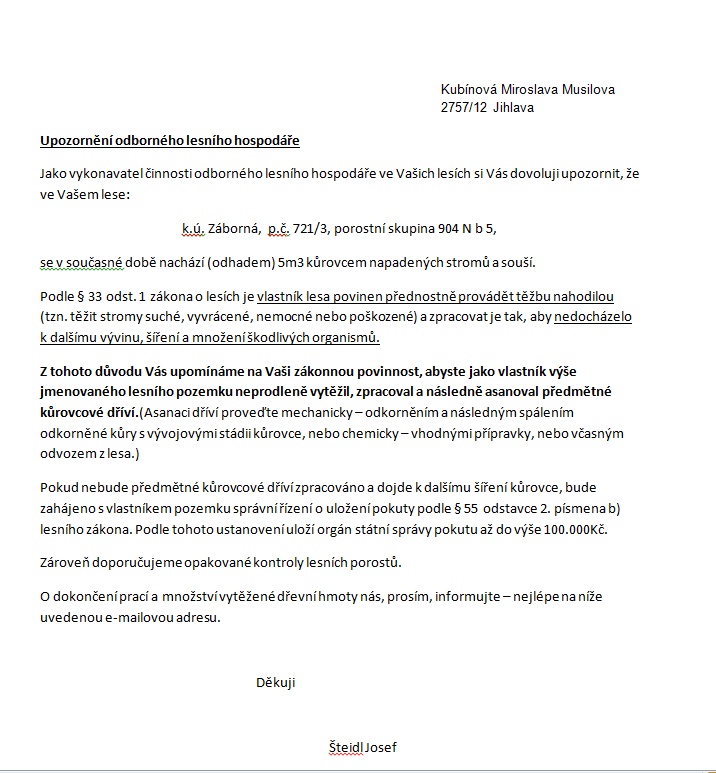 Kubínová Miroslava Musilova
2757/12 Jihlava
Upozornění odborného lesního hospodáře
Jako vykonavatel činnosti odborného lesního hospodáře ve Vašich lesích si Vás dovoluji upozornit, že
ve Vašem lese:
k.ú. Záborná, p.č. 721/3, porostní skupina 904 N b 5,
se v současné době nachází (odhadem) 5m3 kůrovcem napadených stromů a souší.
Podle § 33 odst. 1 zákona o lesích je vlastník lesa povinen přednostně provádět těžbu nahodilou
(tzn. těžit stromy suché, vyvrácené, nemocné nebo poškozené) a zpracovat je tak, aby nedocházelo
k dalšímu vývinu, šíření a množení škodlivých organismů.
Z tohoto důvodu Vás upomínáme na Vaši zákonnou povinnost, abyste jako vlastník výše
jmenovaného lesního pozemku neprodleně vytěžil, zpracoval a následně asanoval předmětné
kůrovcové dříví.(Asanaci dříví proveďte mechanicky – odkorněním a následným spálením
odkorněné kůry s vývojovými stádii kůrovce, nebo chemicky – vhodnými přípravky, nebo včasným
odvozem z lesa.)
Pokud nebude předmětné kůrovcové dříví zpracováno a dojde k dalšímu šíření kůrovce, bude
zahájeno s vlastníkem pozemku správní řízení o uložení pokuty podle § 55 odstavce 2. písmena b)
lesního zákona. Podle tohoto ustanovení uloží orgán státní správy pokutu až do výše 100.000Kč.
Zároveň doporučujeme opakované kontroly lesních porostů.
O dokončení prací a množství vytěžené dřevní hmoty nás, prosím, informujte – nejlépe na níže
uvedenou e-mailovou adresu.
Děkuji
Šteidl Josef